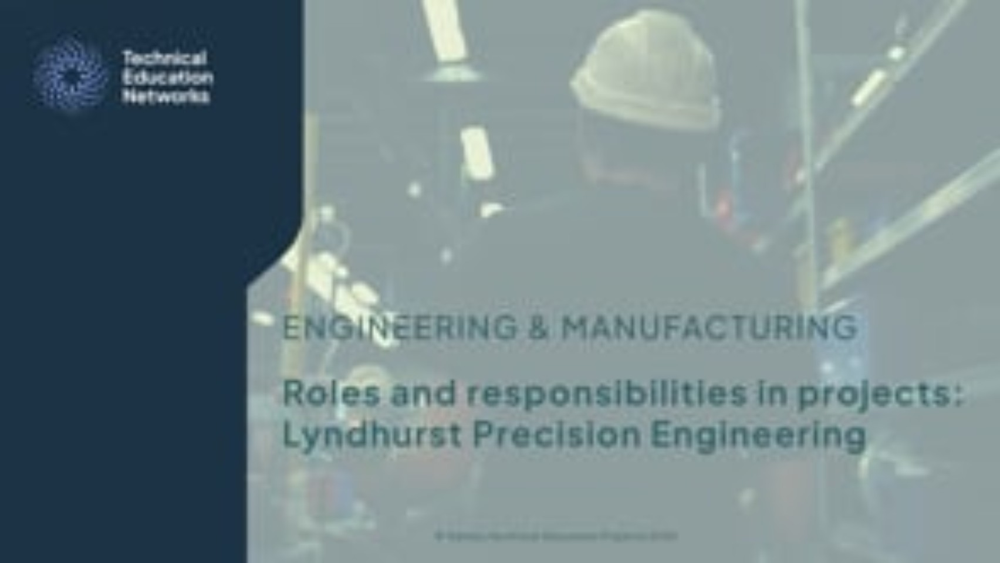 Technical
Education
Networks
ENGINEERING & MANUFACTURING
Roles and responsibilities in projects:
Lyndhurst Precision Engineering